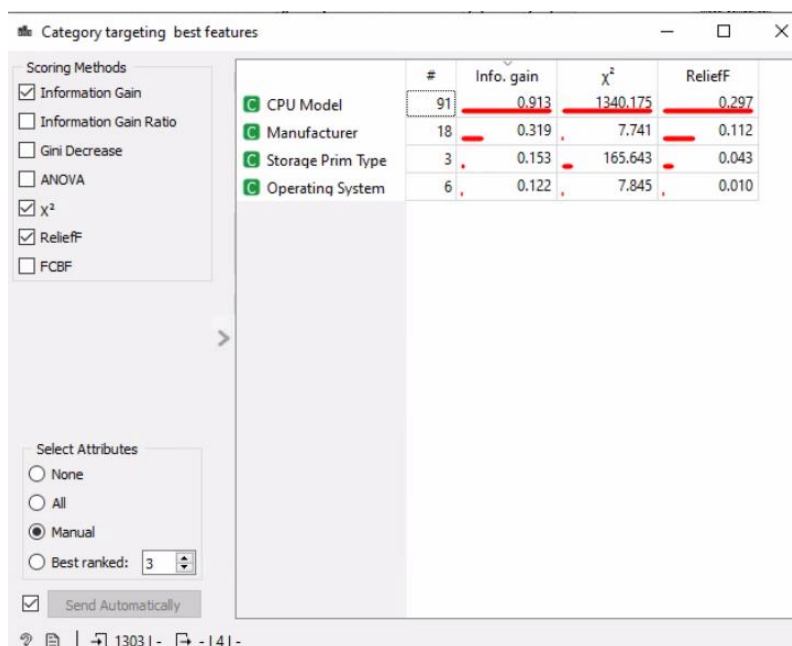 Category targeting best features
Scoring Methods
Information Gain
Information Gain Ratio
Gini Decrease
ANOVA
χ²
ReliefF
FCBF
# Info. gain χ² ReliefF
C CPU Model 91 0.913 1340.175 0.297
C Manufacturer 18 0.319 7.741 0.112
C Storage Prim Type 3 0.153 165.643 0.043
C Operating System 6 0.122 7.845 0.010
Select Attributes
None
All
Manual
Best ranked: 3
Send Automatically
? 1303 | - - | 4 | -